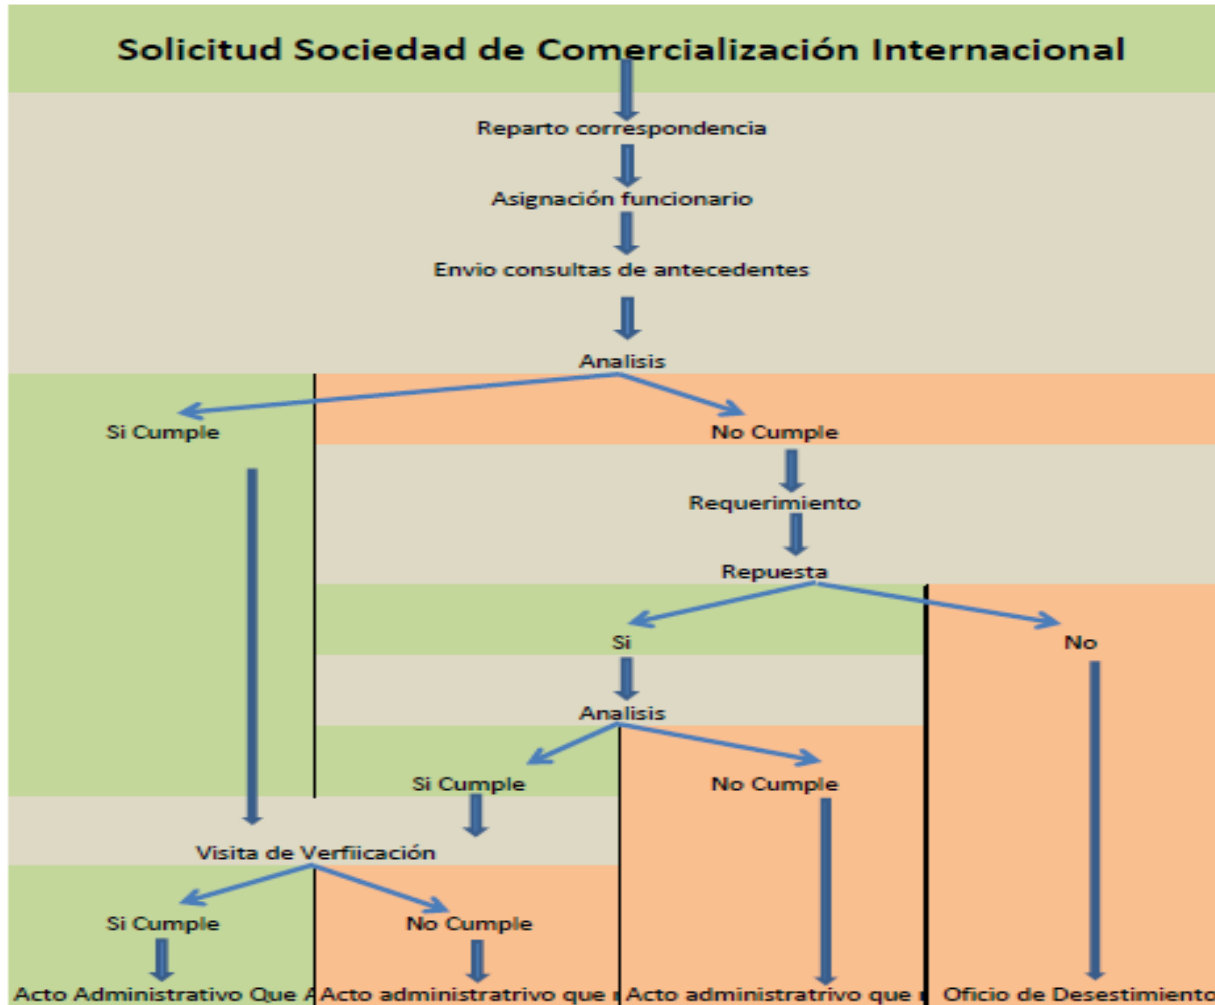 Solicitud Sociedad de Comercialización Internacional
Reparto correspondencia
Asignación funcionario
Envio consultas de antecedentes
Analisis
Si Cumple
No Cumple
Requerimiento
Repuesta
Si
No
Analisis
Si Cumple
No Cumple
Visita de Verfiicación
Si Cumple
No Cumple
Acto Administrativo Que
Acto administratrivo que
Acto administratrivo que
Oficio de Desestimiento